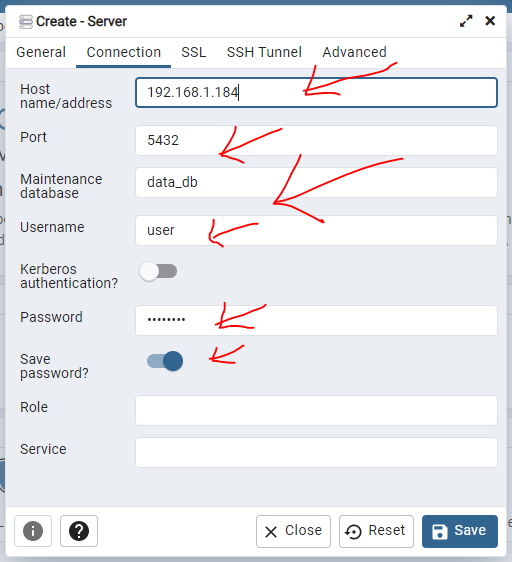 Create - Server
General Connection SSL SSH Tunnel Advanced
Host
name/address
192.168.1.184
Port
5432
Maintenance
database
data_db
Username
user
Kerberos
authentication?
Password
••••••••
Save
password?
Role
Service
i ? Close Reset Save